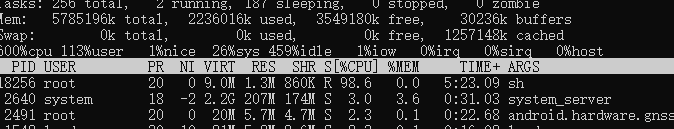 Tasks: 256 total,   2 running, 187 sleeping,   0 stopped,   0 zombie
Mem:   5785196k total,  2236016k used,  3549180k free,    30236k buffers
Swap:        0k total,        0k used,        0k free,  1257148k cached
600%cpu 113%user   1%nice  26%sys 459%idle   1%iow   0%irq   0%sirq   0%host
PID USER         PR  NI VIRT  RES  SHR S[%CPU] %MEM     TIME+ ARGS
18256 root         20   0 9.0M 1.3M 860K R 98.6   0.0   5:23.09 sh
2640 system       18  -2 2.2G 207M 174M S  3.0   3.6   0:31.03 system_server
2491 root         20   0  20M 5.7M 4.7M S  2.3   0.1   0:22.68 android.hardware.gnss